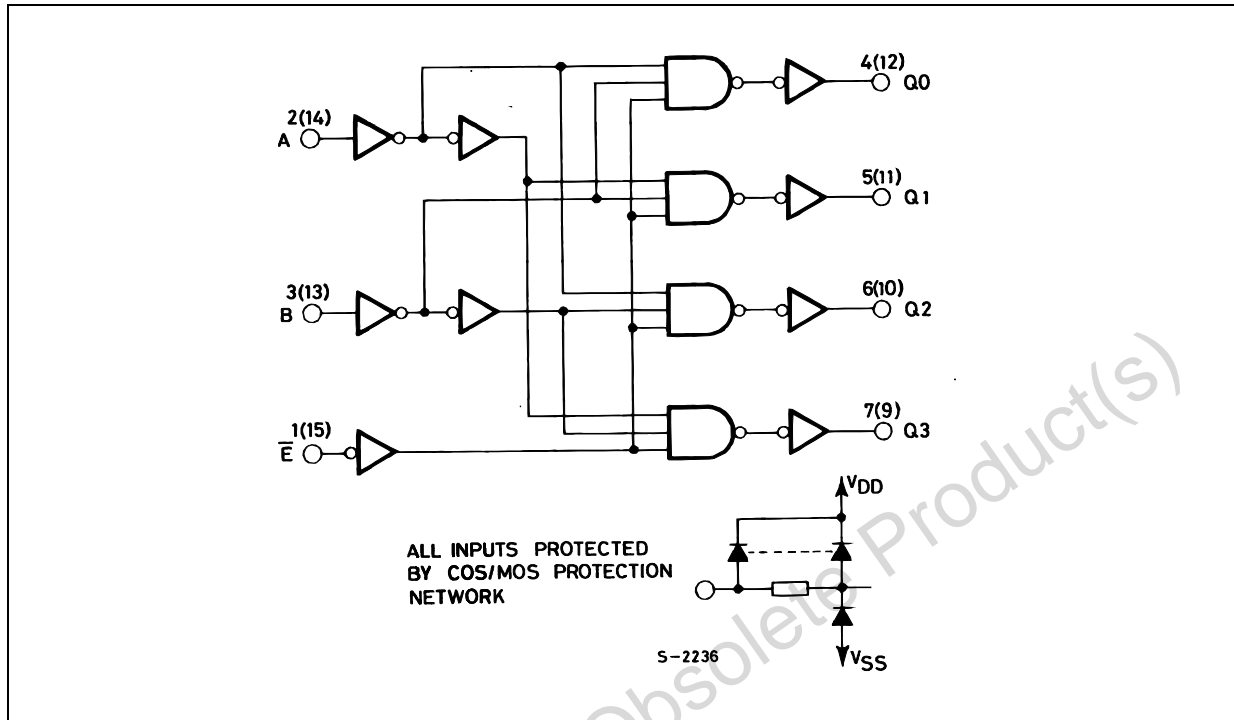 4(12)
Q0
2(14)
A
5(11)
Q1
3(13)
B
6(10)
Q2
1(15)
E̅
7(9)
Q3
VDD
ALL INPUTS PROTECTED
BY COS/MOS PROTECTION
NETWORK
S-2236
VSS
Obsolete Product(s)